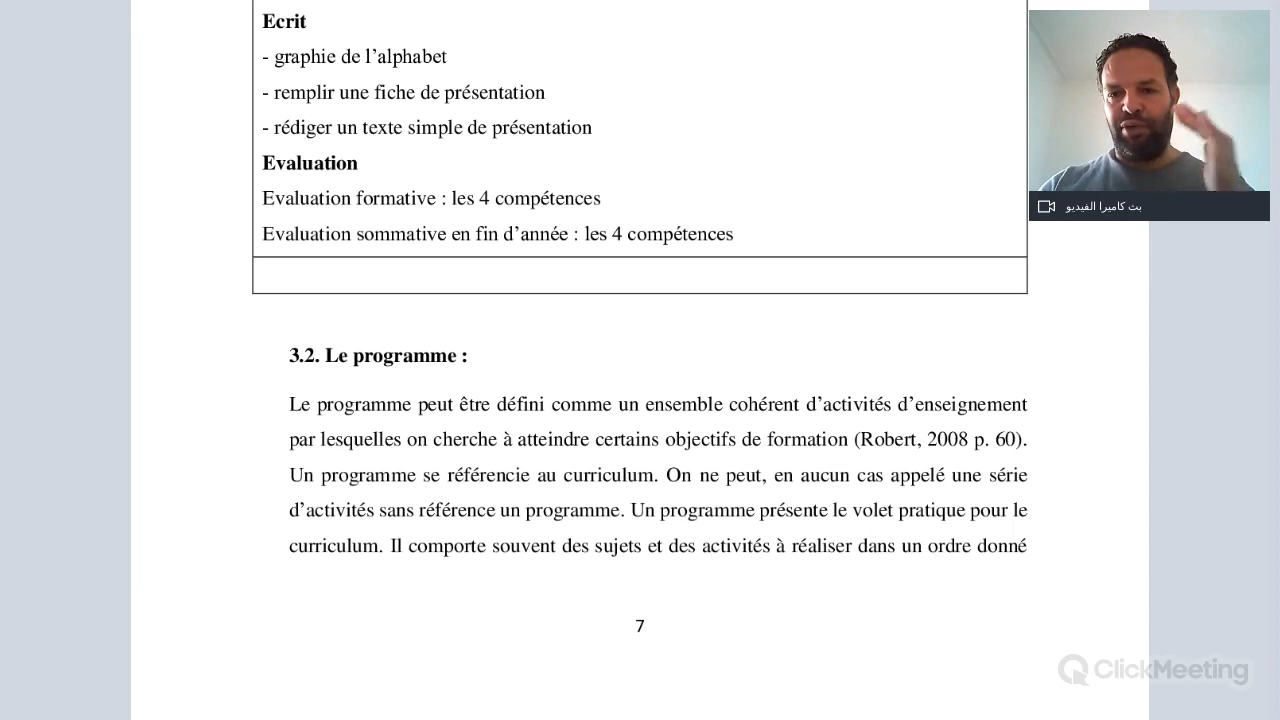 Ecrit
- graphie de l’alphabet
- remplir une fiche de présentation
- rédiger un texte simple de présentation
Evaluation
Evaluation formative : les 4 compétences
Evaluation sommative en fin d’année : les 4 compétences
بث كاميرا الفيديو
3.2. Le programme :
Le programme peut être défini comme un ensemble cohérent d’activités d’enseignement
par lesquelles on cherche à atteindre certains objectifs de formation (Robert, 2008 p. 60).
Un programme se référencie au curriculum. On ne peut, en aucun cas appelé une série
d’activités sans référence un programme. Un programme présente le volet pratique pour le
curriculum. Il comporte souvent des sujets et des activités à réaliser dans un ordre donné
7
ClickMeeting